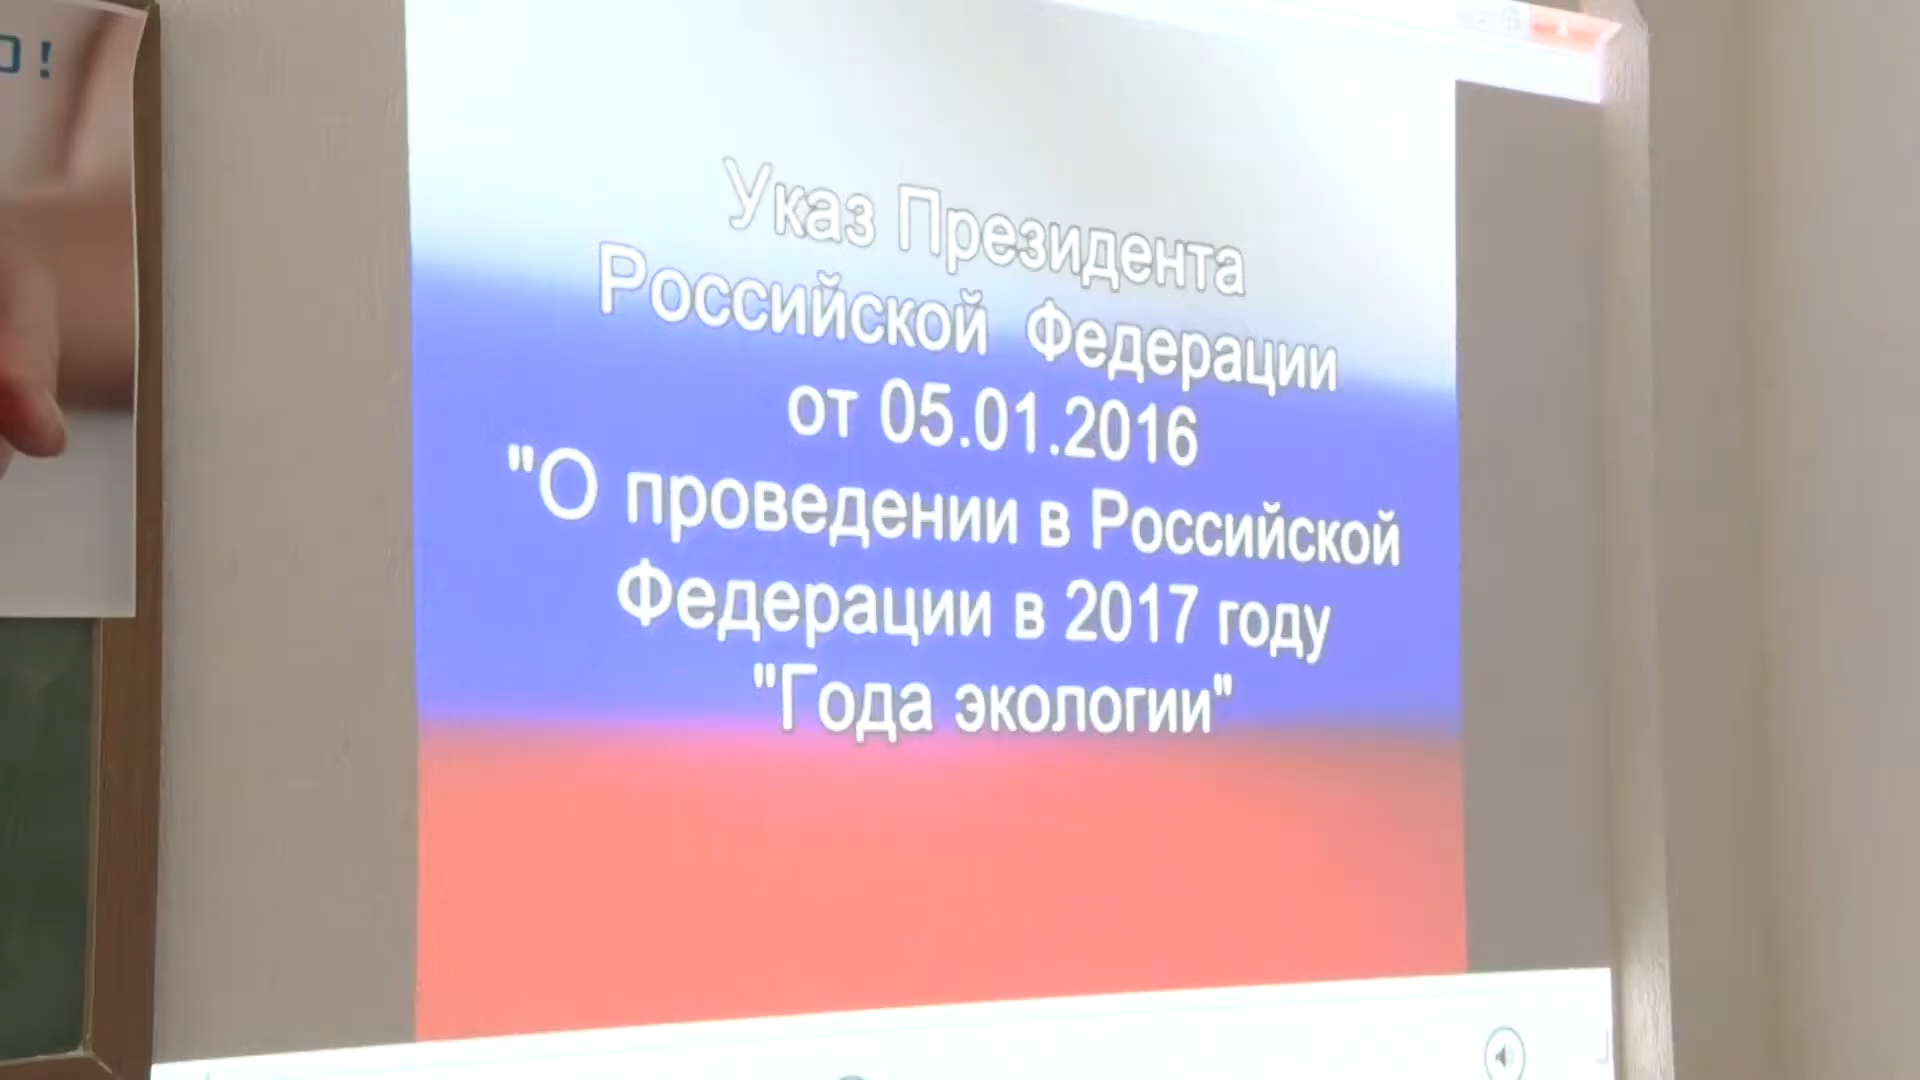 Указ Президента
Российской Федерации
от 05.01.2016
"О проведении в Российской
Федерации в 2017 году
"Года экологии"